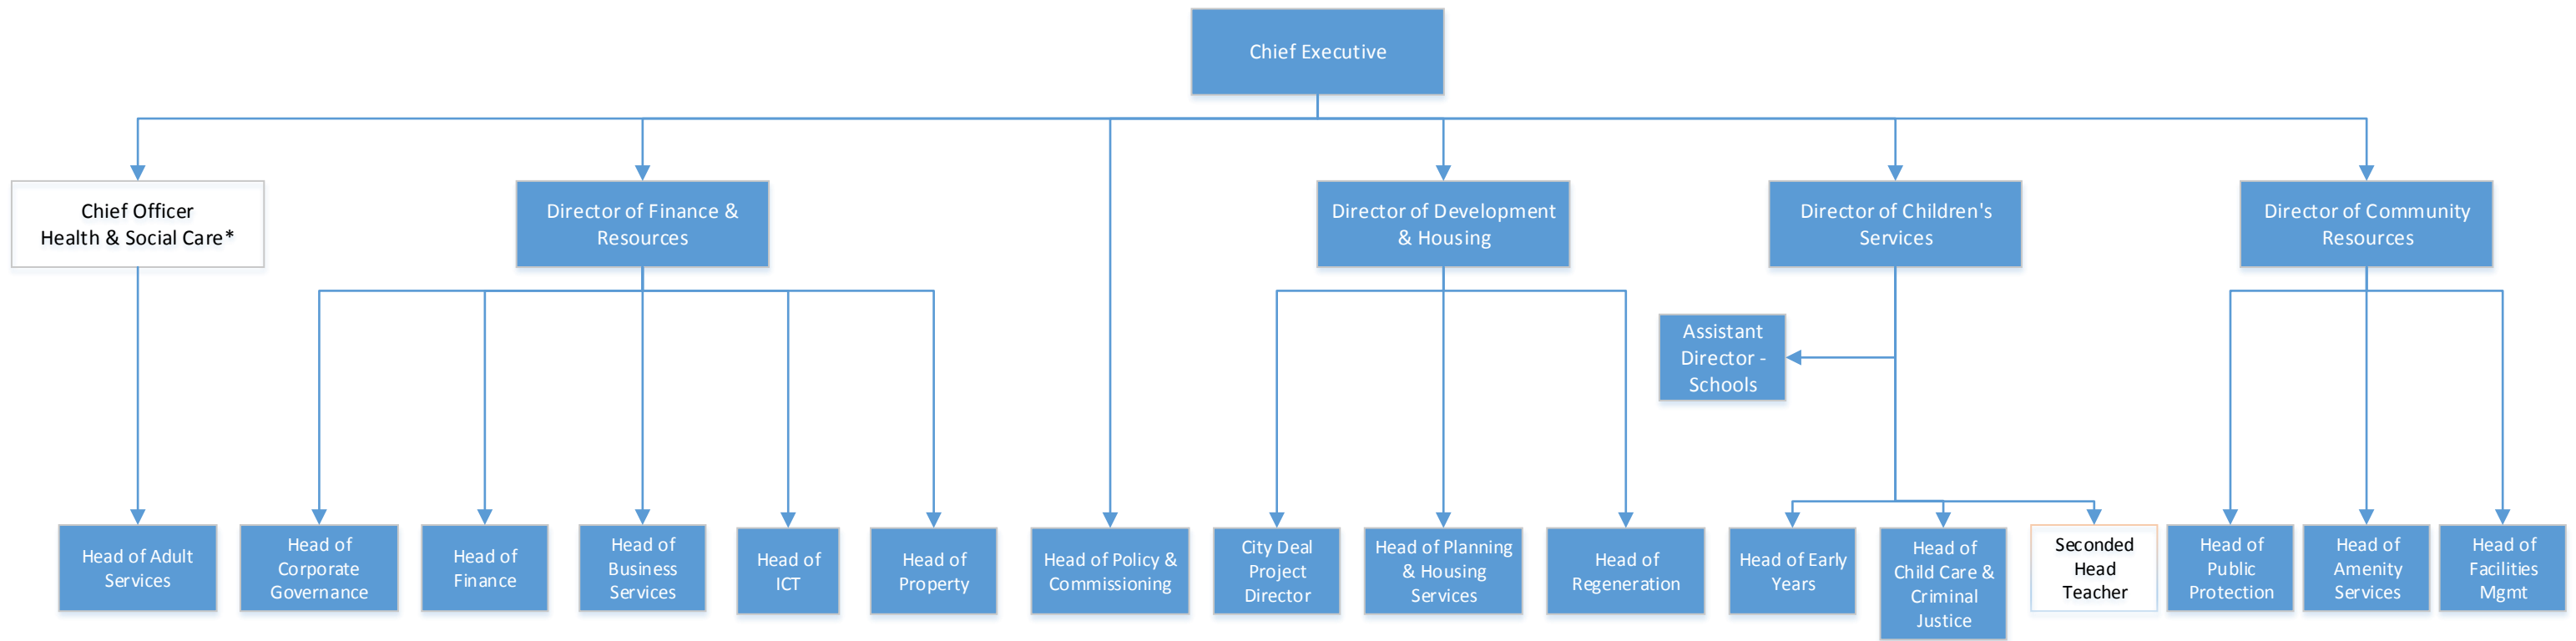 Chief Executive
Chief Officer
Health & Social Care*
Director of Finance &
Resources
Director of Development
& Housing
Director of Children's
Services
Director of Community
Resources
Assistant
Director -
Schools
Head of Adult
Services
Head of
Corporate
Governance
Head of
Finance
Head of
Business
Services
Head of
ICT
Head of
Property
Head of Policy &
Commissioning
City Deal
Project
Director
Head of Planning
& Housing
Services
Head of
Regeneration
Head of Early
Years
Head of
Child Care &
Criminal
Justice
Seconded
Head
Teacher
Head of
Public
Protection
Head of
Amenity
Services
Head of
Facilities
Mgmt